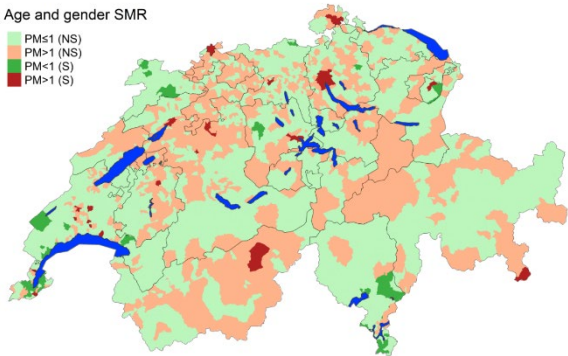 Age and gender SMR
PM≤1 (NS)
PM>1 (NS)
PM<1 (S)
PM>1 (S)